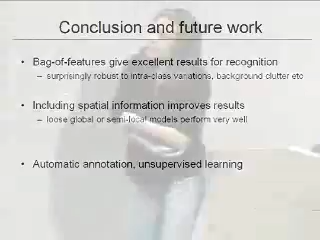 Conclusion and future work
• Bag-of-features give excellent results for recognition
– surprisingly robust to intra-class variations, background clutter etc
• Including spatial information improves results
– loose global or semi-local models perform very well
• Automatic annotation, unsupervised learning